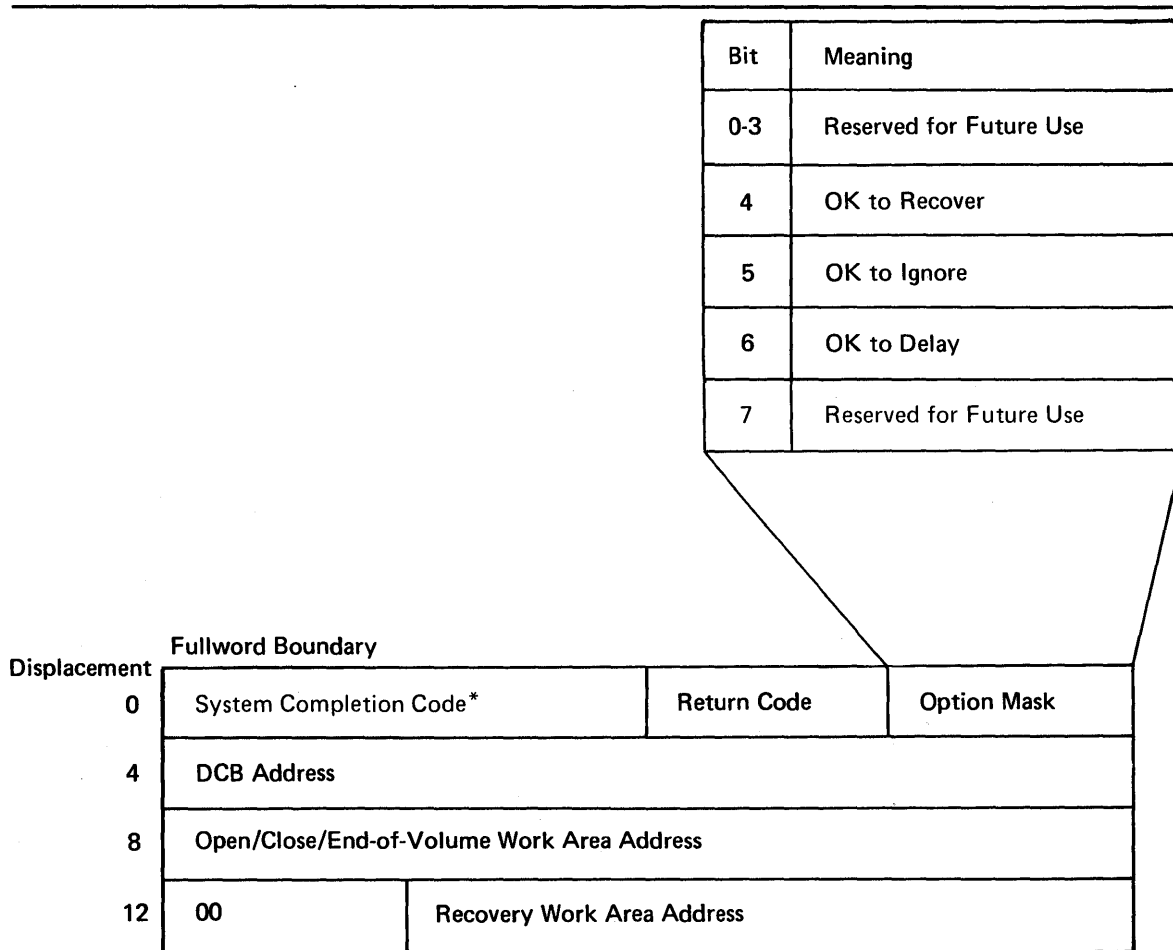 Bit Meaning
0-3 Reserved for Future Use
4 OK to Recover
5 OK to Ignore
6 OK to Delay
7 Reserved for Future Use
Fullword Boundary
Displacement
0 System Completion Code* Return Code Option Mask
4 DCB Address
8 Open/Close/End-of-Volume Work Area Address
12 00 Recovery Work Area Address